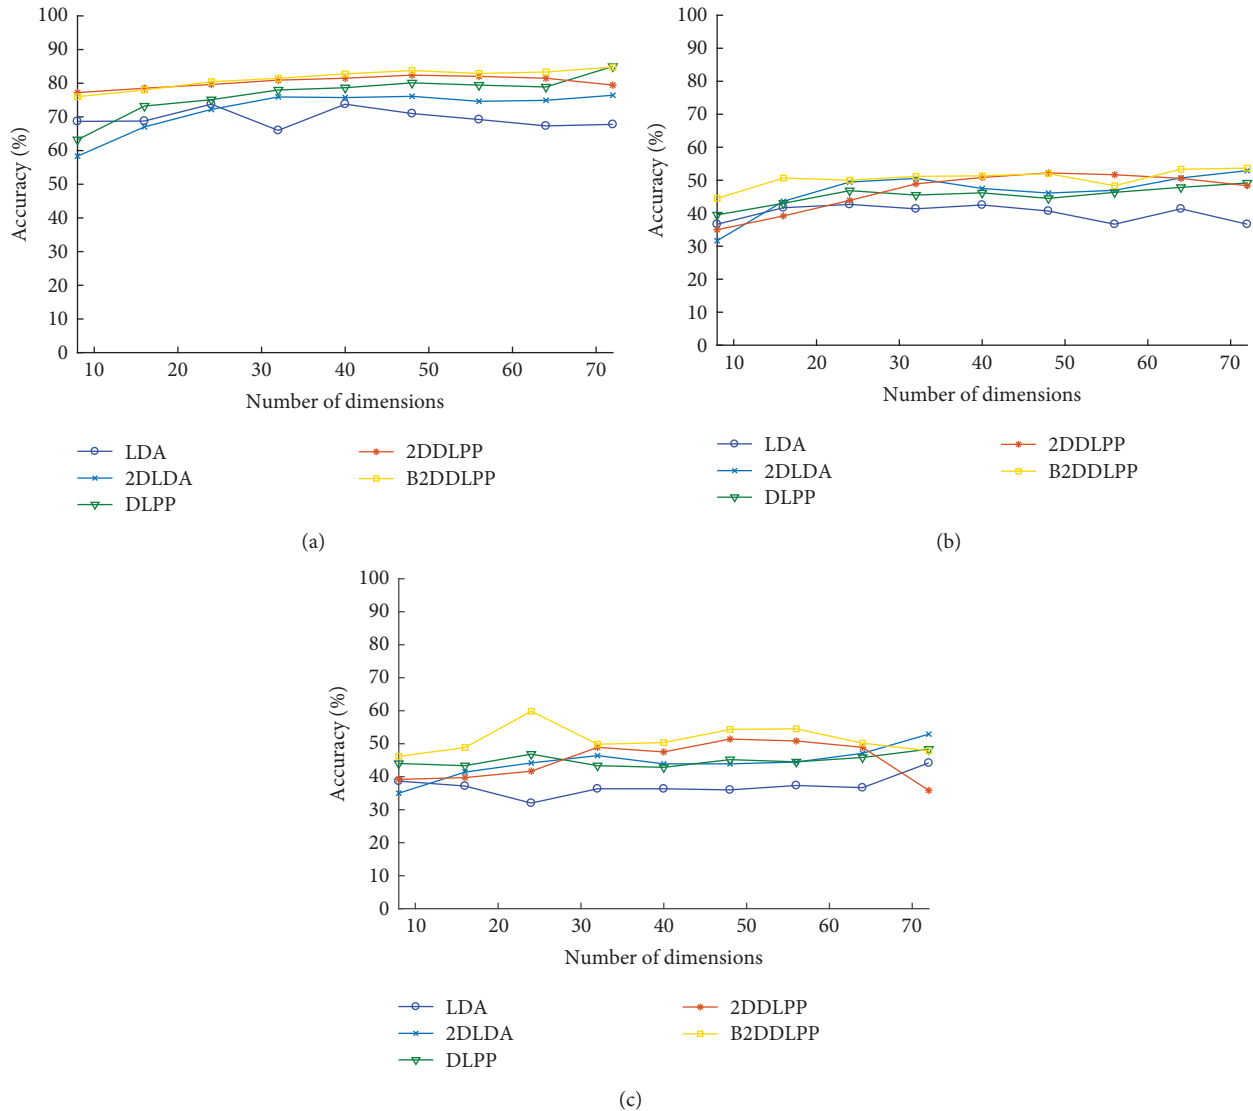 100
90
80
70
60
50
40
30
20
10
0
Accuracy (%)
10 20 30 40 50 60 70
Number of dimensions
LDA
2DLDA
DLPP
2DDLPP
B2DDLPP
(a)
100
90
80
70
60
50
40
30
20
10
0
Accuracy (%)
10 20 30 40 50 60 70
Number of dimensions
LDA
2DLDA
DLPP
2DDLPP
B2DDLPP
(b)
100
90
80
70
60
50
40
30
20
10
0
Accuracy (%)
10 20 30 40 50 60 70
Number of dimensions
LDA
2DLDA
DLPP
2DDLPP
B2DDLPP
(c)